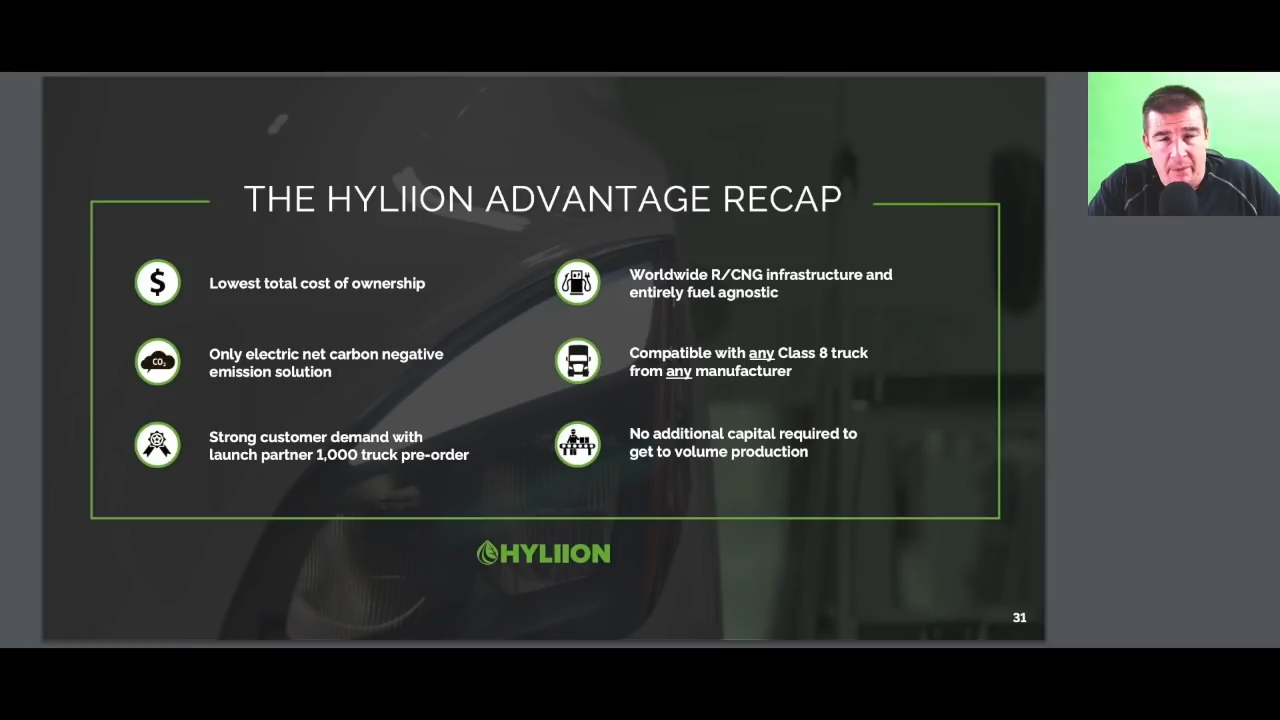 THE HYLIION ADVANTAGE RECAP
$
Lowest total cost of ownership
CO₂
Only electric net carbon negative
emission solution
Strong customer demand with
launch partner 1,000 truck pre-order
Worldwide R/CNG infrastructure and
entirely fuel agnostic
Compatible with any Class 8 truck
from any manufacturer
No additional capital required to
get to volume production
HYLIION
31